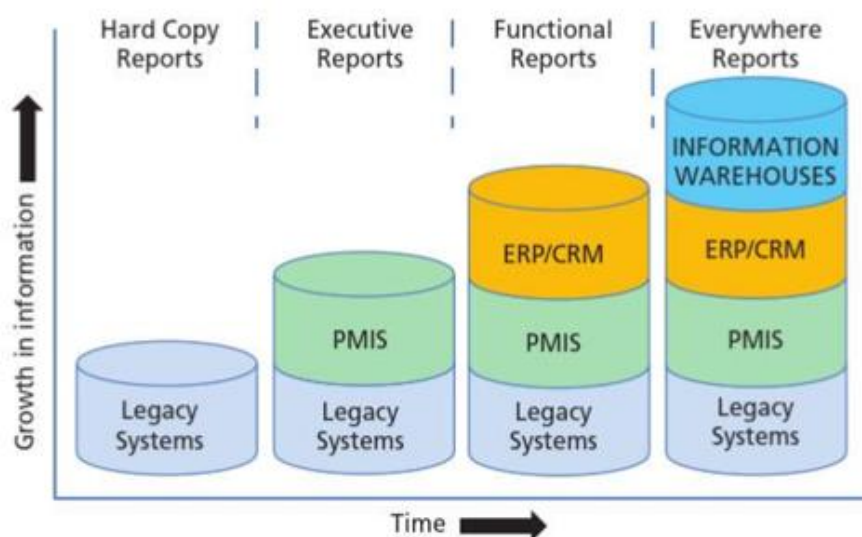 Hard Copy
Reports
Executive
Reports
Functional
Reports
Everywhere
Reports
Growth in information
INFORMATION
WAREHOUSES
ERP/CRM
ERP/CRM
PMIS
PMIS
PMIS
Legacy
Systems
Legacy
Systems
Legacy
Systems
Legacy
Systems
Time